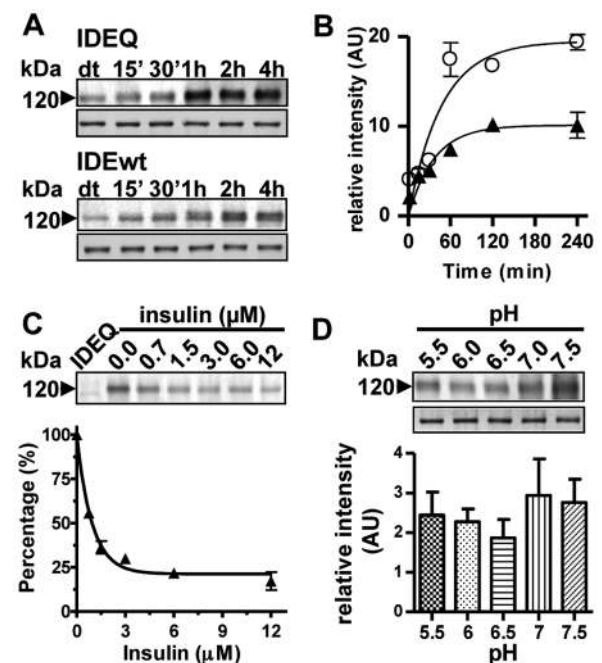 A
IDEQ
kDa dt 15' 30' 1h 2h 4h
120
IDEwt
kDa dt 15' 30' 1h 2h 4h
120
B
relative intensity (AU)
20
10
0
0 60 120 180 240
Time (min)
C
insulin (μM)
kDa IDEQ 0.0 0.7 1.5 3.0 6.0 12
120
Percentage (%)
100
75
50
25
0
0 3 6 9 12
Insulin (μM)
D
pH
kDa 5.5 6.0 6.5 7.0 7.5
120
relative intensity
(AU)
4
3
2
1
0
5.5 6 6.5 7 7.5
pH